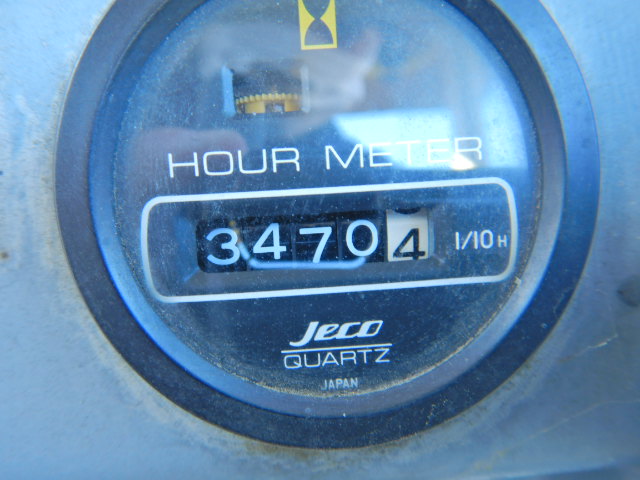 HOUR METER
34704 1/10 H
Jeco
QUARTZ
JAPAN